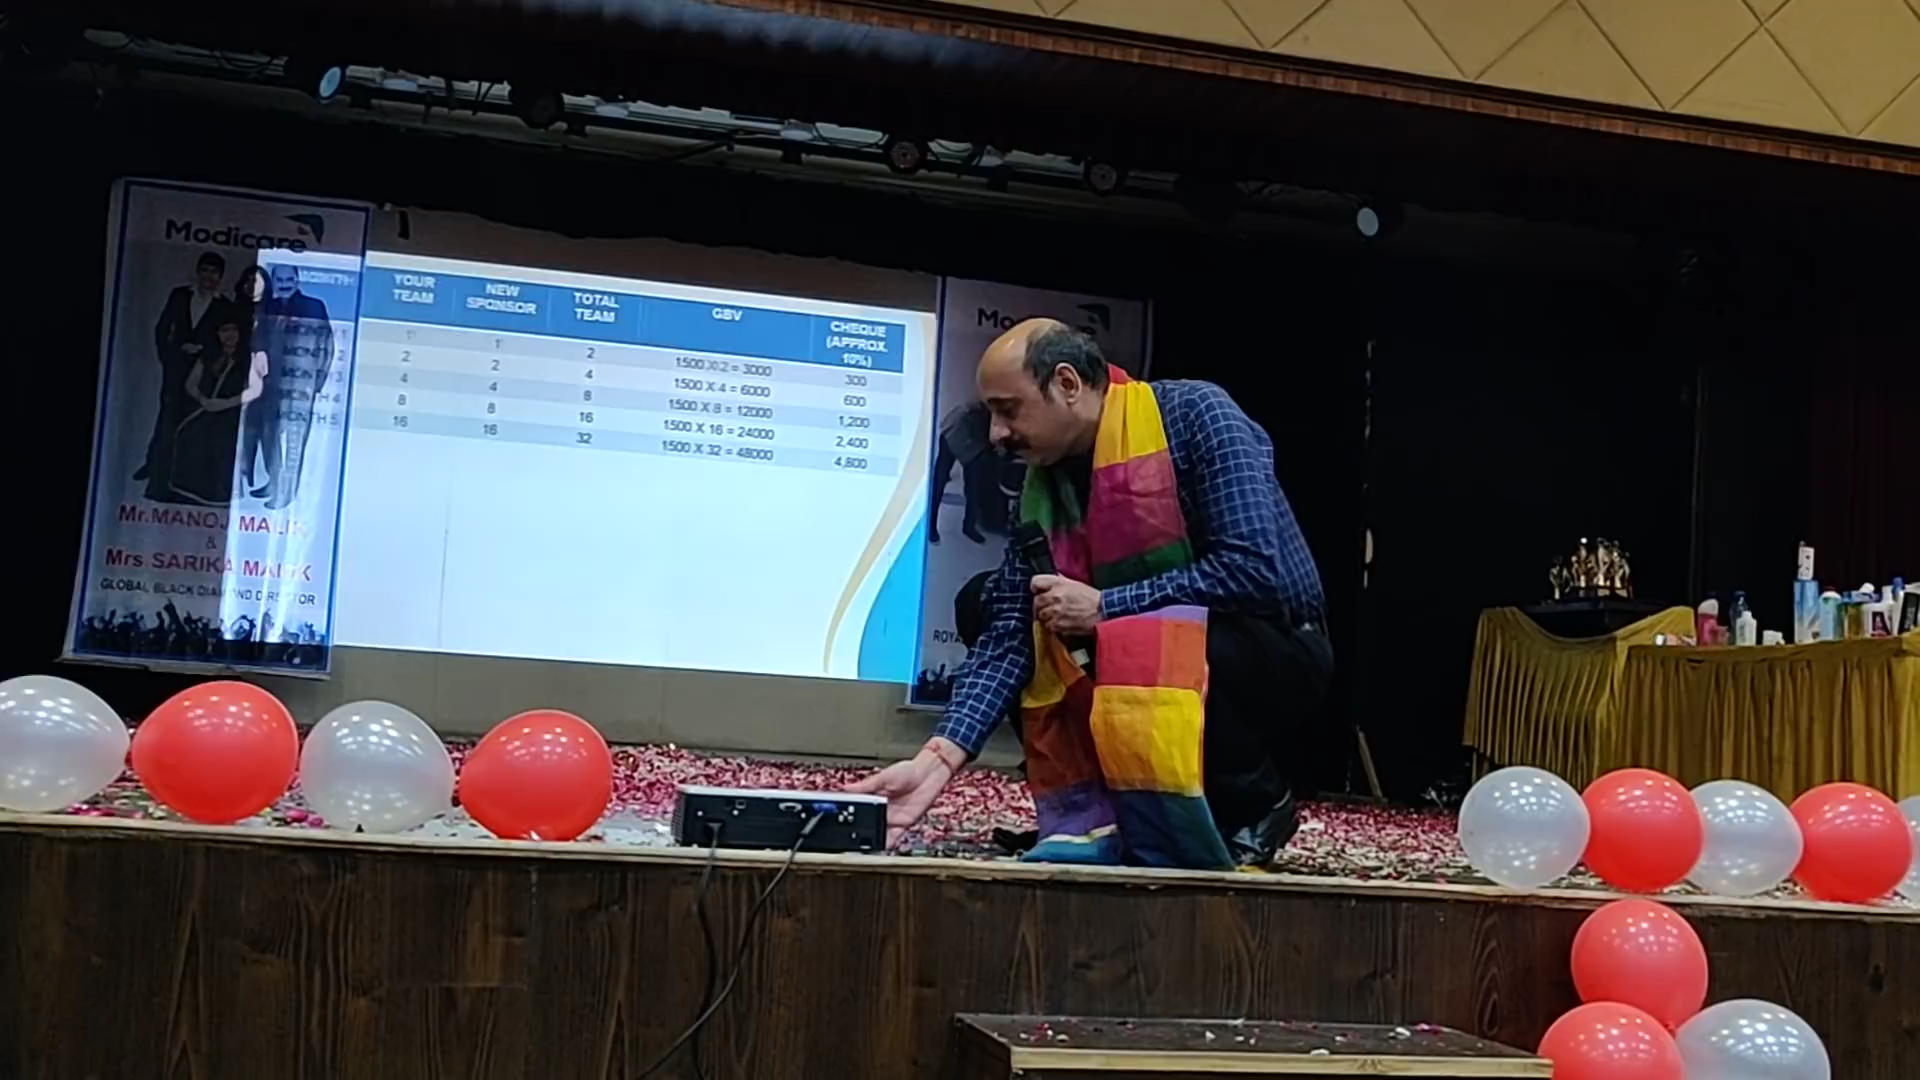 Modicare
Mr.MANOJ MALIK
&
Mrs SARIKA MALIK
GLOBAL BLACK DIAMOND DIRECTOR
MONTH YOUR TEAM NEW SPONSOR TOTAL TEAM GBV CHEQUE (APPROX. 10%)
MONTH 1 1 1 2 1500 X 2 = 3000 300
MONTH 2 2 2 4 1500 X 4 = 6000 600
MONTH 3 4 4 8 1500 X 8 = 12000 1,200
MONTH 4 8 8 16 1500 X 16 = 24000 2,400
MONTH 5 16 16 32 1500 X 32 = 48000 4,800
Mo
e
ROYA